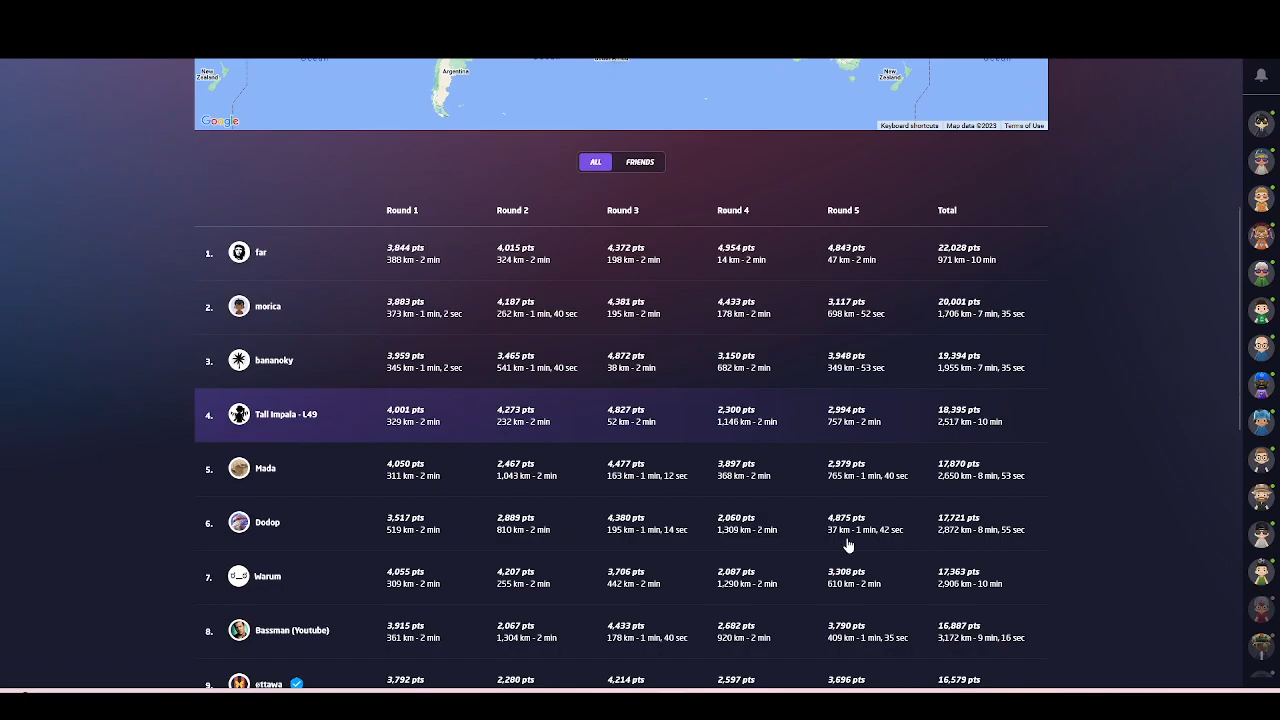 New
Zealand
Ocean
Argentina
New
Zealand
Ocean
Google
Keyboard shortcuts Map data ©2023 Terms of Use
ALL FRIENDS
Round 1 Round 2 Round 3 Round 4 Round 5 Total
1. far 3,844 pts 4,015 pts 4,372 pts 4,954 pts 4,843 pts 22,028 pts
388 km - 2 min 324 km - 2 min 198 km - 2 min 14 km - 2 min 47 km - 2 min 971 km - 10 min
2. morica 3,883 pts 4,187 pts 4,381 pts 4,433 pts 3,117 pts 20,001 pts
373 km - 1 min, 2 sec 262 km - 1 min, 40 sec 195 km - 2 min 178 km - 2 min 698 km - 52 sec 1,706 km - 7 min, 35 sec
3. bananoky 3,959 pts 3,465 pts 4,872 pts 3,150 pts 3,948 pts 19,394 pts
345 km - 1 min, 2 sec 541 km - 1 min, 40 sec 38 km - 2 min 682 km - 2 min 349 km - 53 sec 1,955 km - 7 min, 35 sec
4. Tall Impala - L49 4,001 pts 4,273 pts 4,827 pts 2,300 pts 2,994 pts 18,395 pts
329 km - 2 min 232 km - 2 min 52 km - 2 min 1,146 km - 2 min 757 km - 2 min 2,517 km - 10 min
5. Mada 4,050 pts 2,467 pts 4,477 pts 3,897 pts 2,979 pts 17,870 pts
311 km - 2 min 1,043 km - 2 min 163 km - 1 min, 12 sec 368 km - 2 min 765 km - 1 min, 40 sec 2,650 km - 8 min, 53 sec
6. Dodop 3,517 pts 2,889 pts 4,380 pts 2,060 pts 4,875 pts 17,721 pts
519 km - 2 min 810 km - 2 min 195 km - 1 min, 14 sec 1,309 km - 2 min 37 km - 1 min, 42 sec 2,872 km - 8 min, 55 sec
7. Warum 4,055 pts 4,207 pts 3,706 pts 2,087 pts 3,308 pts 17,363 pts
309 km - 2 min 255 km - 2 min 442 km - 2 min 1,290 km - 2 min 610 km - 2 min 2,906 km - 10 min
8. Bassman (Youtube) 3,915 pts 2,067 pts 4,433 pts 2,682 pts 3,790 pts 16,887 pts
361 km - 2 min 1,304 km - 2 min 178 km - 1 min, 40 sec 920 km - 2 min 409 km - 1 min, 35 sec 3,172 km - 9 min, 16 sec
9. 3,792 pts 2,280 pts 4,214 pts 2,597 pts 3,696 pts 16,579 pts